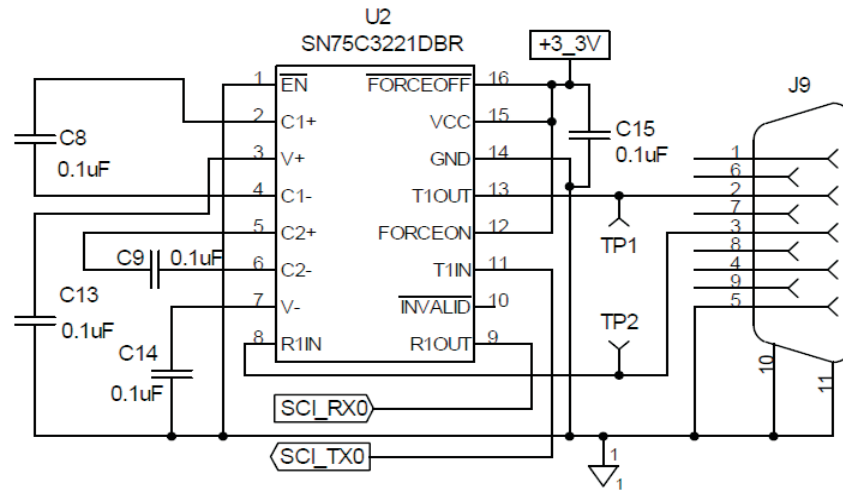 U2
SN75C3221DBR
+3_3V
J9
1 EN FORCEOFF 16
2 C1+ VCC 15
3 V+ GND 14
4 C1- T1OUT 13
5 C2+ FORCEON 12
6 C2- T1IN 11
7 V- INVALID 10
8 R1IN R1OUT 9
C8
0.1uF
C15
0.1uF
C9 0.1uF
C13
0.1uF
C14
0.1uF
TP1
TP2
1
6
2
7
3
8
4
9
5
10
11
SCI_RX0
SCI_TX0
1
1